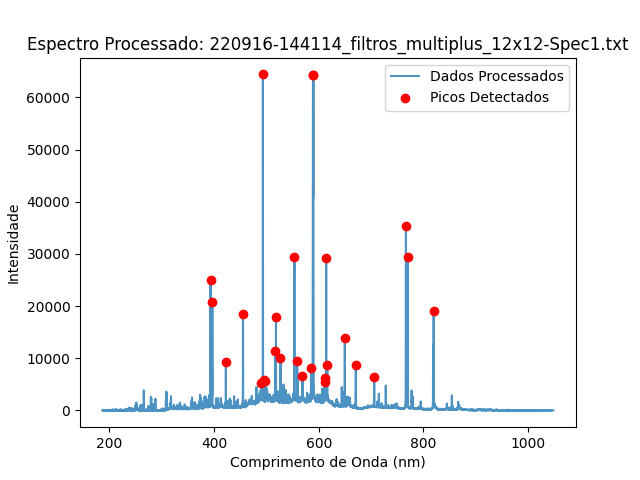 Espectro Processado: 220916-144114_filtros_multiplus_12x12-Spec1.txt
Dados Processados
Picos Detectados
60000
50000
40000
30000
20000
10000
0
Intensidade
200
400
600
800
1000
Comprimento de Onda (nm)